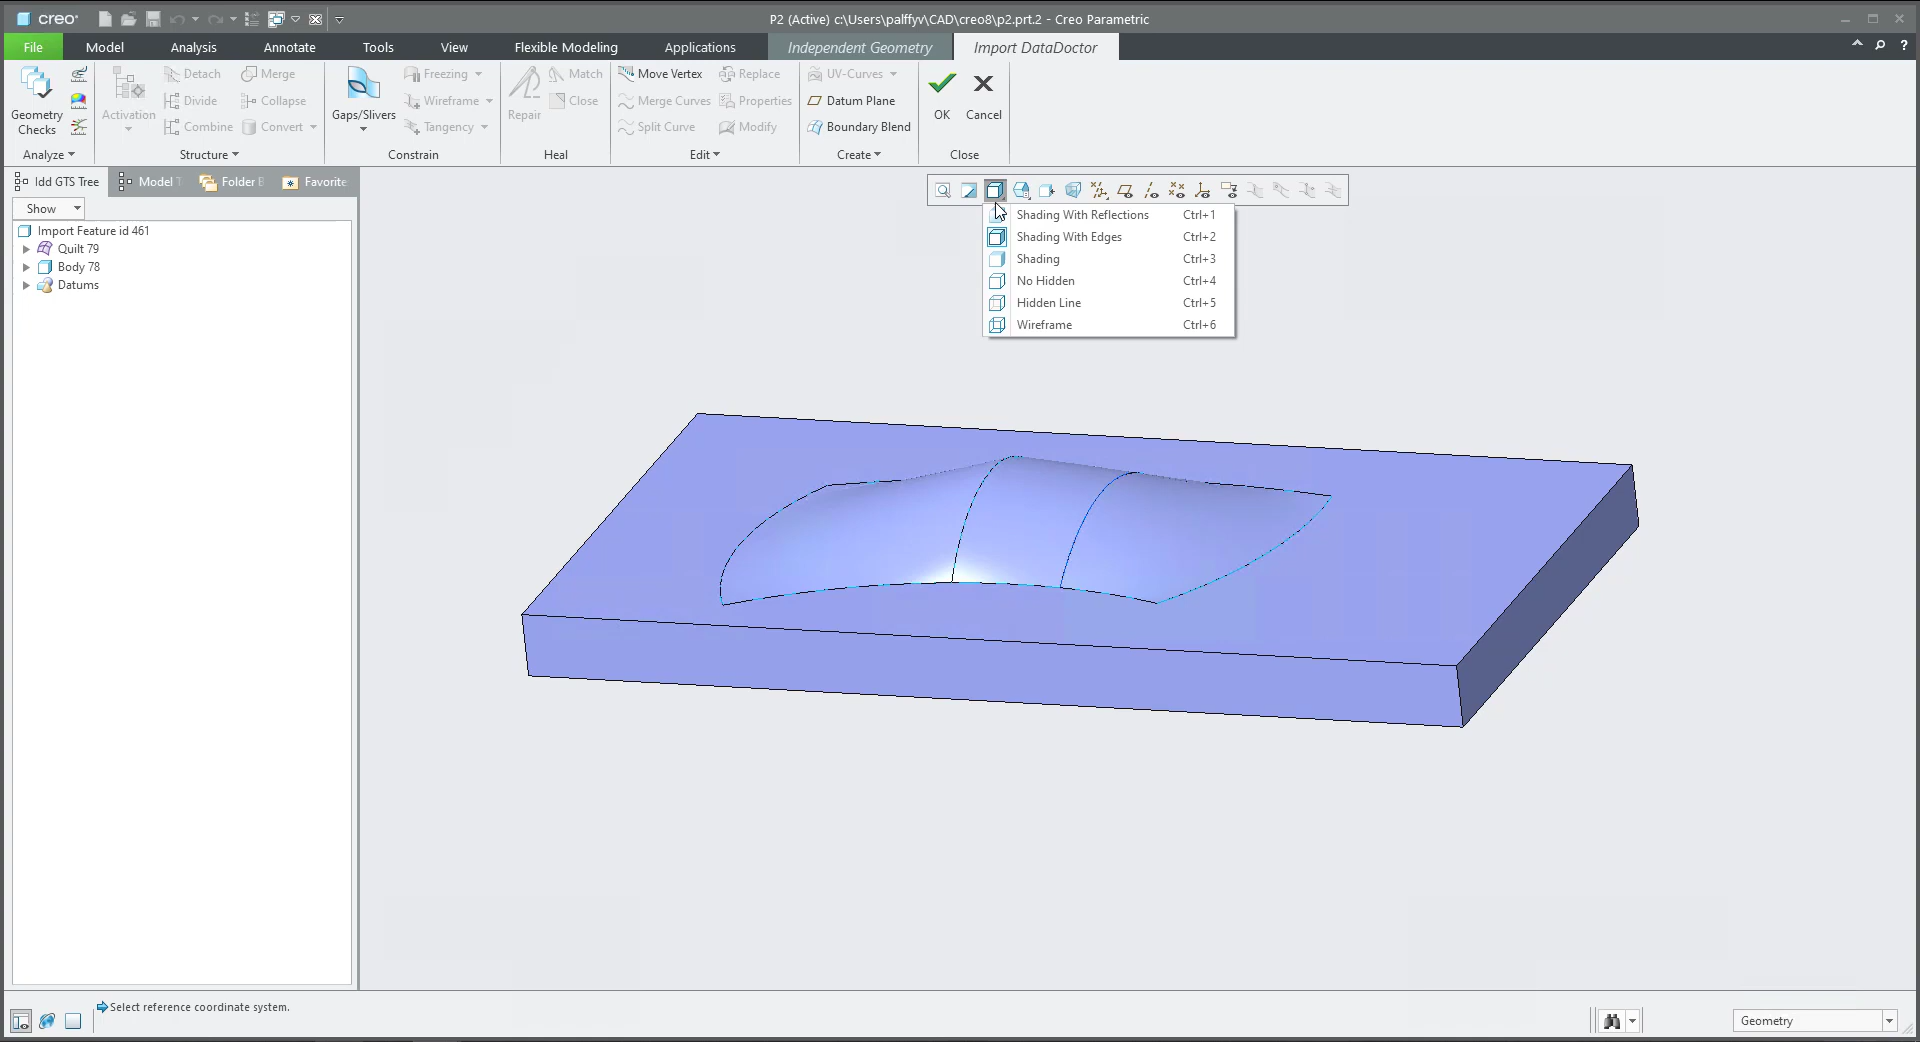 creo®
P2 (Active) c:\Users\palffyv\CAD\creo8\p2.prt.2 - Creo Parametric
File
Model
Analysis
Annotate
Tools
View
Flexible Modeling
Applications
Independent Geometry
Import DataDoctor
Geometry
Checks
Analyze
Activation
Detach
Divide
Combine
Merge
Collapse
Convert
Structure
Gaps/Slivers
Freezing
Wireframe
Tangency
Constrain
Repair
Match
Close
Heal
Move Vertex
Merge Curves
Split Curve
Replace
Properties
Modify
Edit
UV-Curves
Datum Plane
Boundary Blend
Create
OK
Cancel
Close
Idd GTS Tree
Model
Folder
Favorite
Show
Import Feature id 461
Quilt 79
Body 78
Datums
Shading With Reflections Ctrl+1
Shading With Edges Ctrl+2
Shading Ctrl+3
No Hidden Ctrl+4
Hidden Line Ctrl+5
Wireframe Ctrl+6
Select reference coordinate system.
Geometry